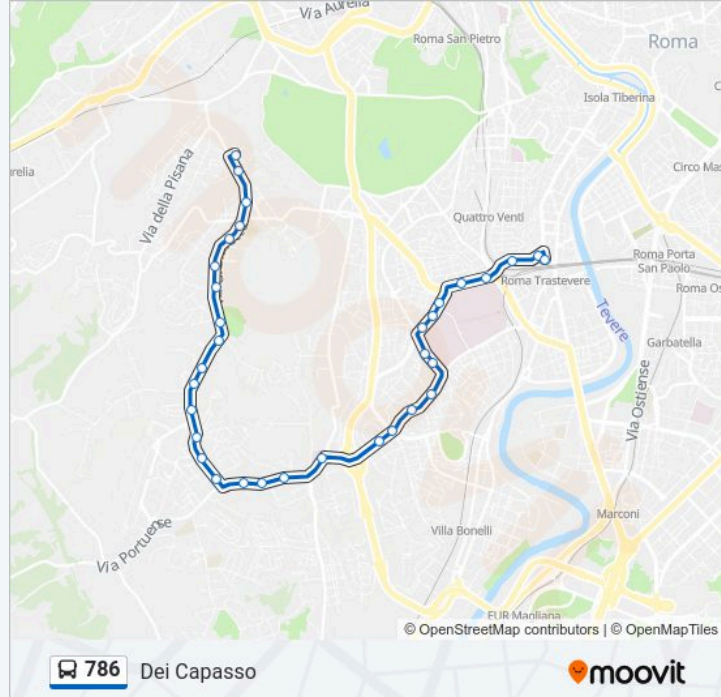 Via Aurelia
Roma San Pietro
Roma
Isola Tiberina
Via della Pisana
relia
Circo Mas
Quattro Venti
Roma Porta
San Paolo
Roma Trastevere
Roma Os
Tevere
Garbatella
Via Ostiense
Marconi
Via Portuense
Villa Bonelli
EUR Magliana
© OpenStreetMap contributors | © OpenMapTiles
786 Dei Capasso
moovit